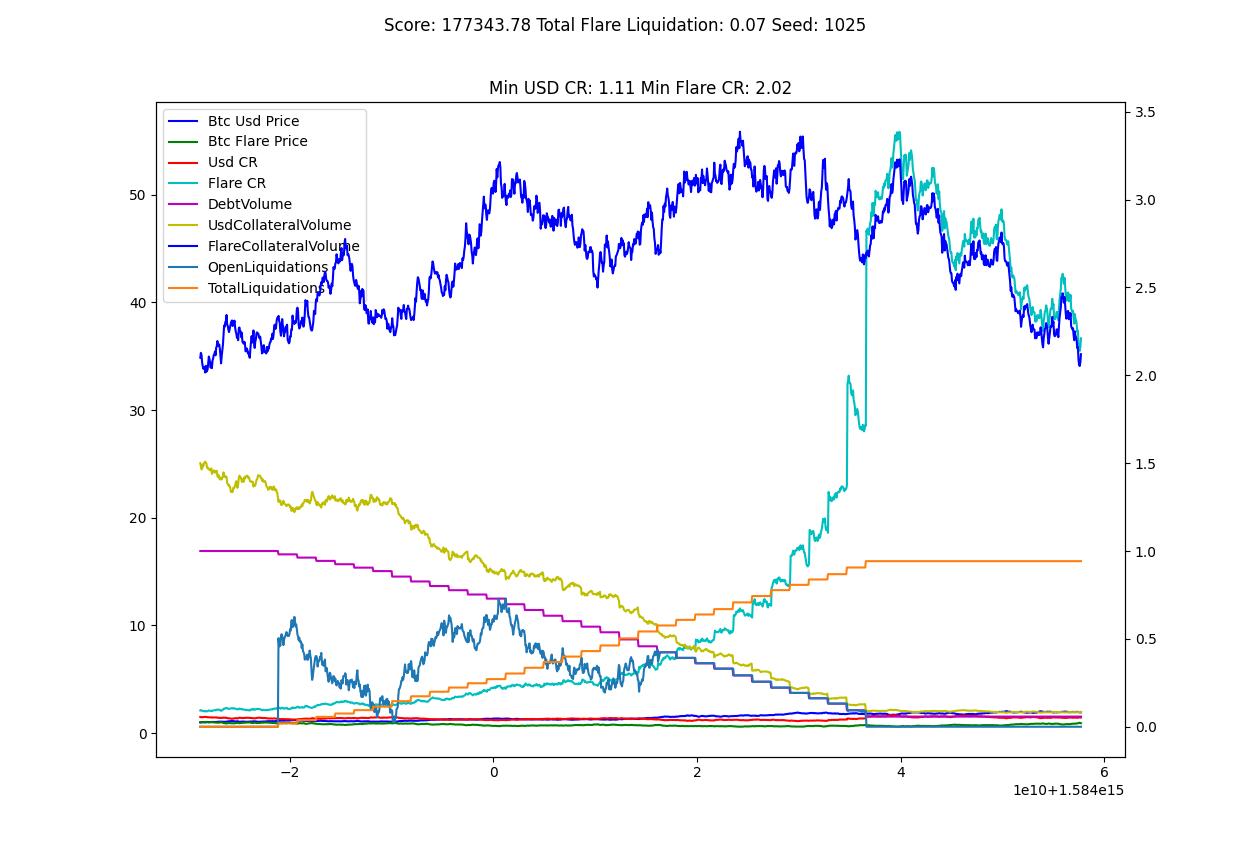 Score: 177343.78 Total Flare Liquidation: 0.07 Seed: 1025
Min USD CR: 1.11 Min Flare CR: 2.02
Btc Usd Price
Btc Flare Price
Usd CR
Flare CR
DebtVolume
UsdCollateralVolume
FlareCollateralVolume
OpenLiquidations
TotalLiquidations
50
40
30
20
10
0
3.5
3.0
2.5
2.0
1.5
1.0
0.5
0.0
−2
0
2
4
6
1e10+1.584e15